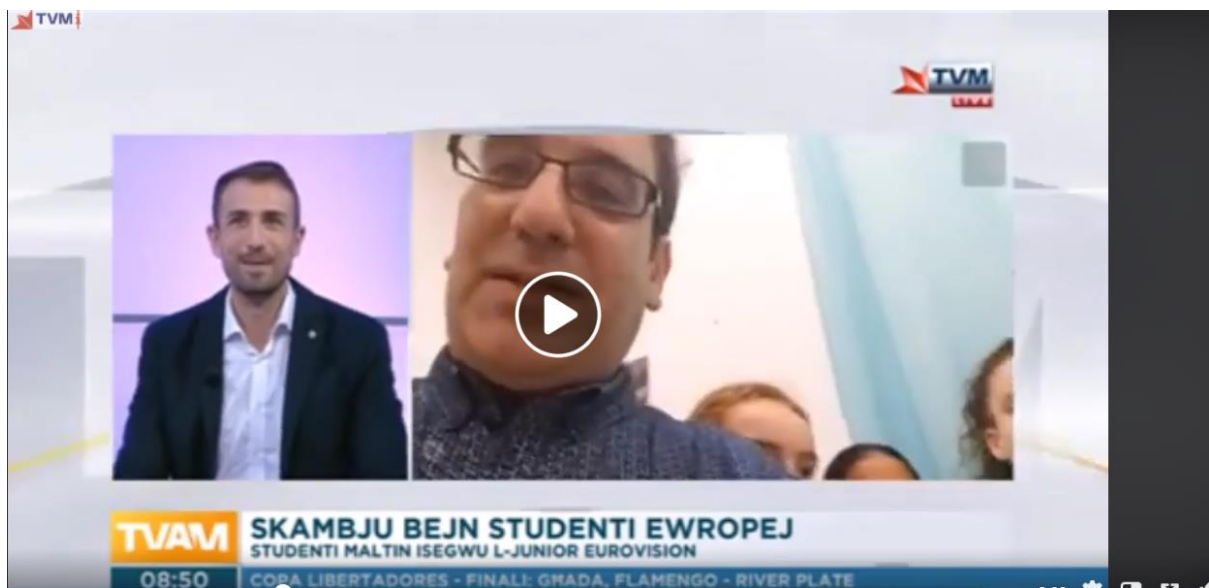 TVM
TVM
LIVE
TVAM
SKAMBJU BEJN STUDENTI EWROPEJ
STUDENTI MALTIN ISEGWU L-JUNIOR EUROVISION
08:50
COPA LIBERTADORES - FINALI: GĦADA, FLAMENGO - RIVER PLATE